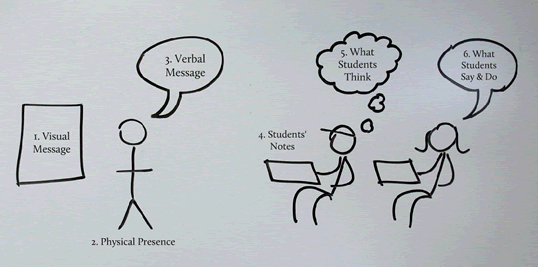 1. Visual
Message
2. Physical Presence
3. Verbal
Message
4. Students'
Notes
5. What
Students
Think
6. What
Students
Say & Do